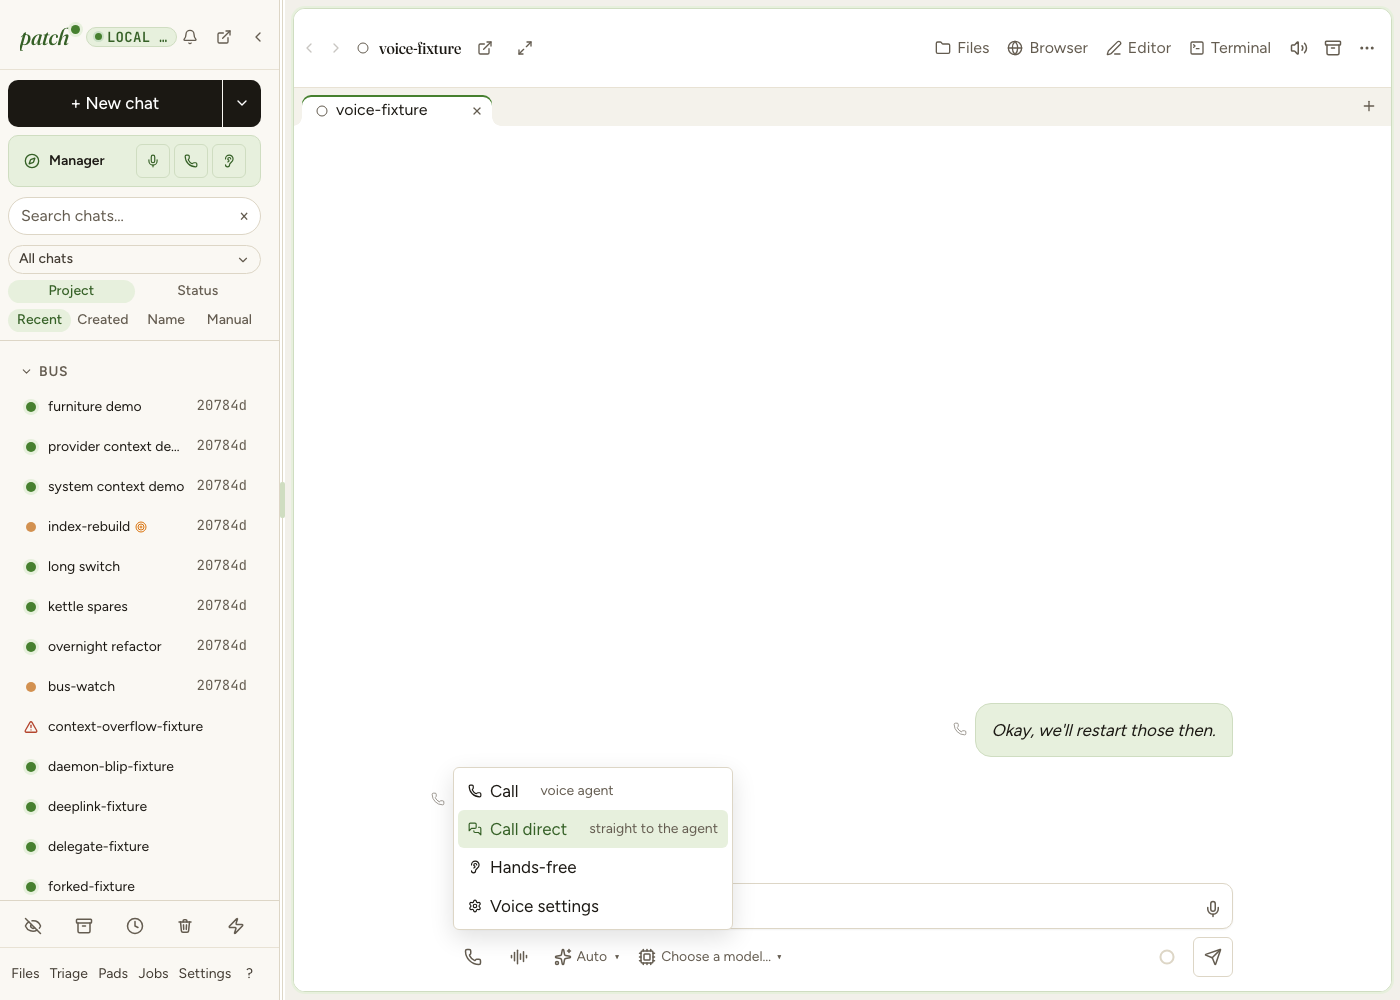 patch
LOCAL …
+ New chat
Manager
Search chats...
All chats
Project
Status
Recent
Created
Name
Manual
BUS
furniture demo 20784d
provider context de... 20784d
system context demo 20784d
index-rebuild 20784d
long switch 20784d
kettle spares 20784d
overnight refactor 20784d
bus-watch 20784d
context-overflow-fixture
daemon-blip-fixture
deeplink-fixture
delegate-fixture
forked-fixture
Files Triage Pads Jobs Settings ?
voice-fixture
Files
Browser
Editor
Terminal
voice-fixture
Okay, we'll restart those then.
Call voice agent
Call direct straight to the agent
Hands-free
Voice settings
Auto
Choose a model...